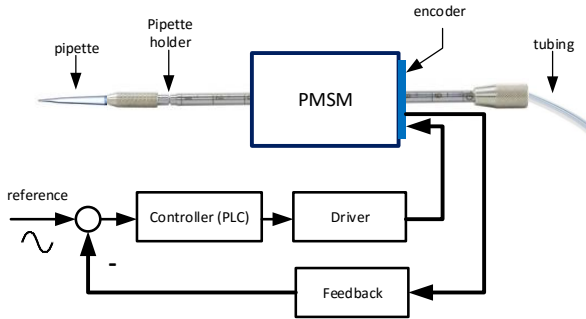 encoder
Pipette
holder
pipette
tubing
PMSM
reference
Controller (PLC)
Driver
-
Feedback